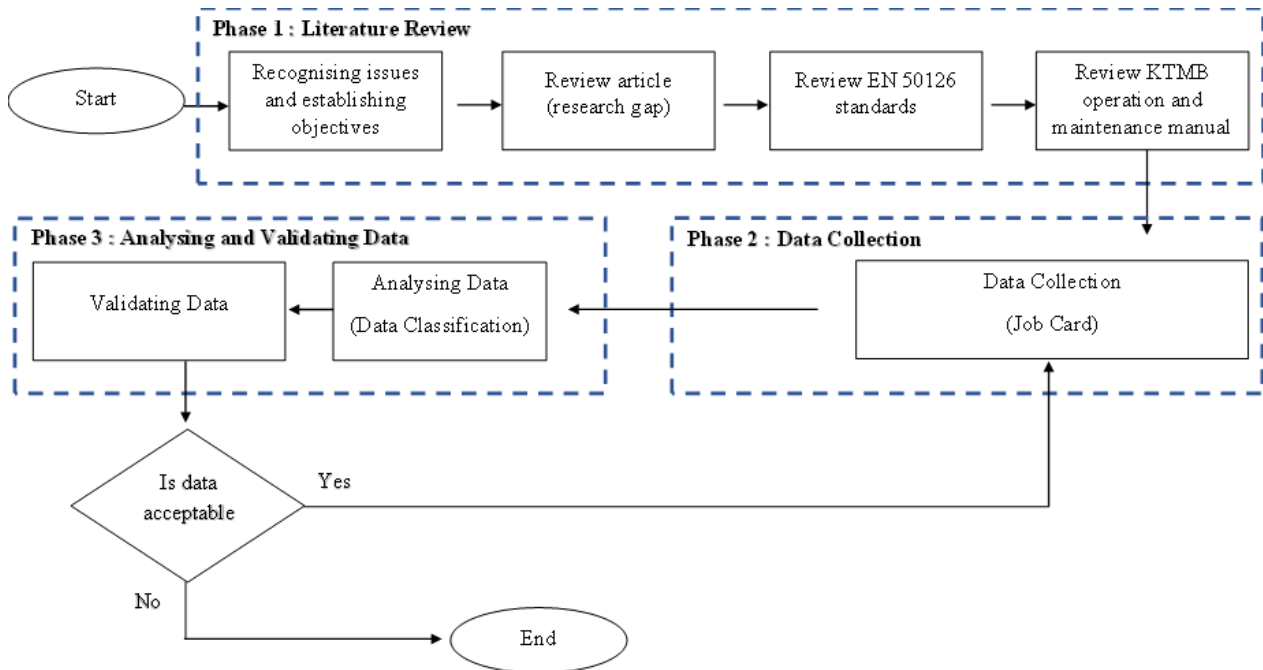 Phase 1 : Literature Review
Start
Recognising issues
and establishing
objectives
Review article
(research gap)
Review EN 50126
standards
Review KTMB
operation and
maintenance manual
Phase 3 : Analysing and Validating Data
Validating Data
Analysing Data
(Data Classification)
Phase 2 : Data Collection
Data Collection
(Job Card)
Is data
acceptable
Yes
No
End